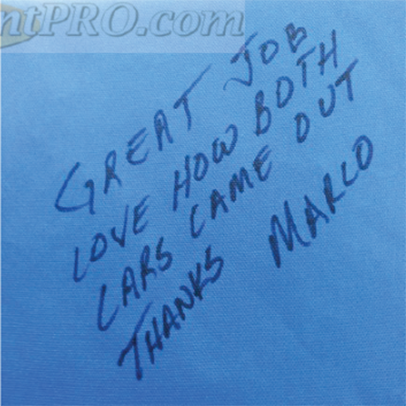 ntPRO.com
GREAT JOB
LOVE HOW BOTH
CARS CAME OUT
THANKS MARCO